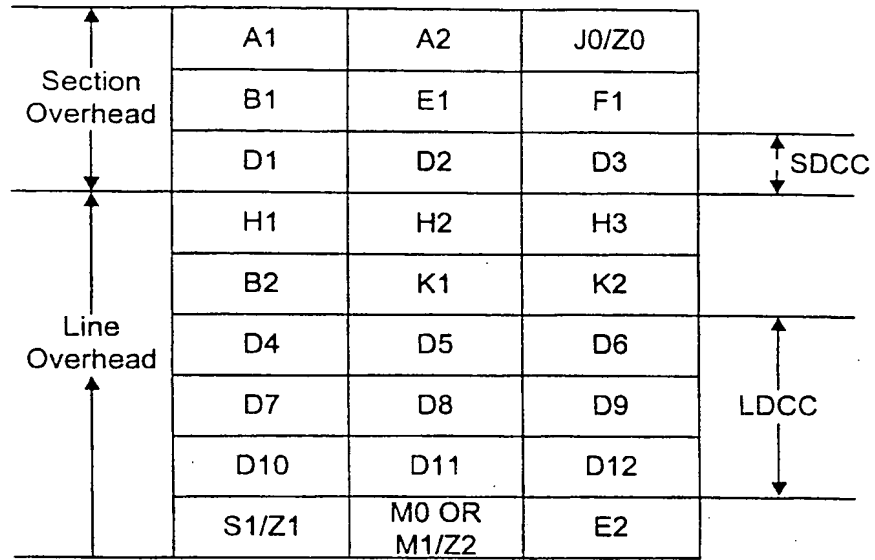 A1 A2 J0/Z0
Section
Overhead
B1 E1 F1
D1 D2 D3 SDCC
H1 H2 H3
B2 K1 K2
Line
Overhead
D4 D5 D6
D7 D8 D9 LDCC
D10 D11 D12
S1/Z1 M0 OR
M1/Z2 E2